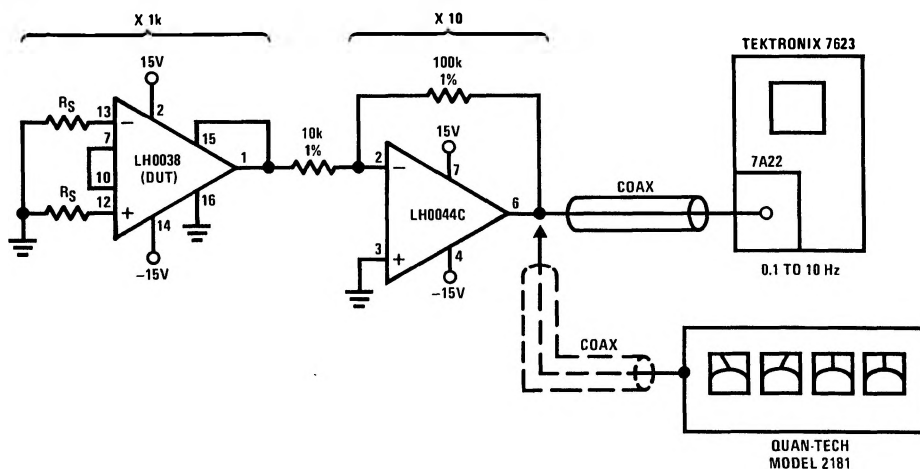 X 1k
X 10
TEKTRONIX 7623
15V
100k
1%
RS
13
2
7
15
10k
1%
15V
7A22
LH0038
(DUT)
1
2
7
10
LH0044C
6
COAX
RS
12
16
3
4
14
-15V
-15V
0.1 TO 10 Hz
COAX
QUAN-TECH
MODEL 2181